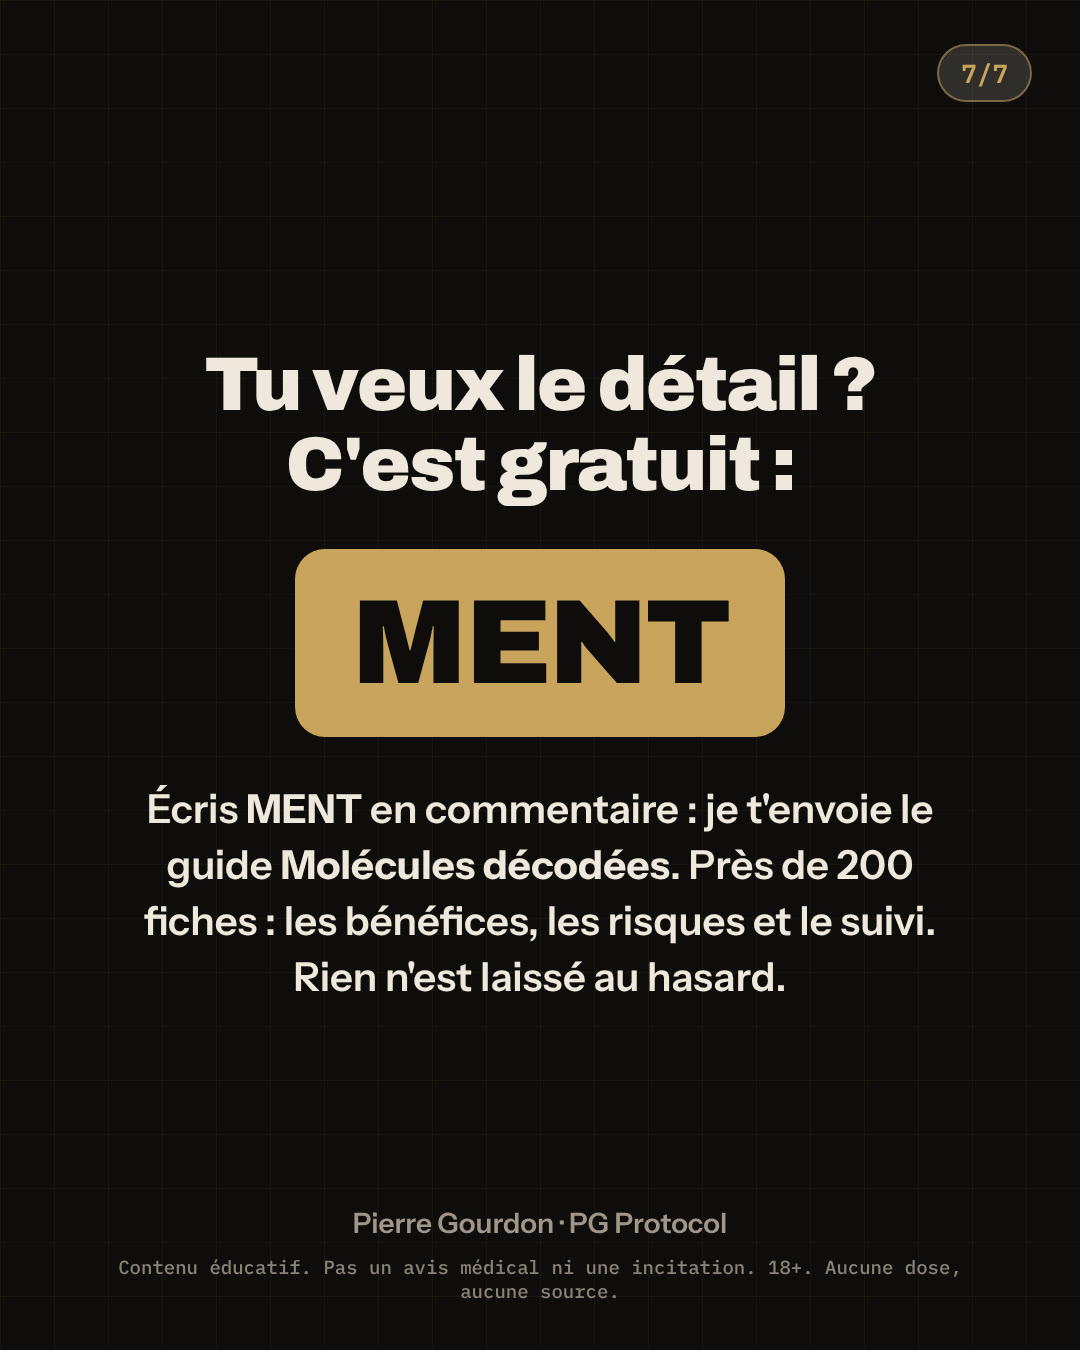 7/7
Tu veux le détail ?
C'est gratuit :
MENT
Écris MENT en commentaire : je t'envoie le
guide Molécules décodées. Près de 200
fiches : les bénéfices, les risques et le suivi.
Rien n'est laissé au hasard.
Pierre Gourdon · PG Protocol
Contenu éducatif. Pas un avis médical ni une incitation. 18+. Aucune dose,
aucune source.